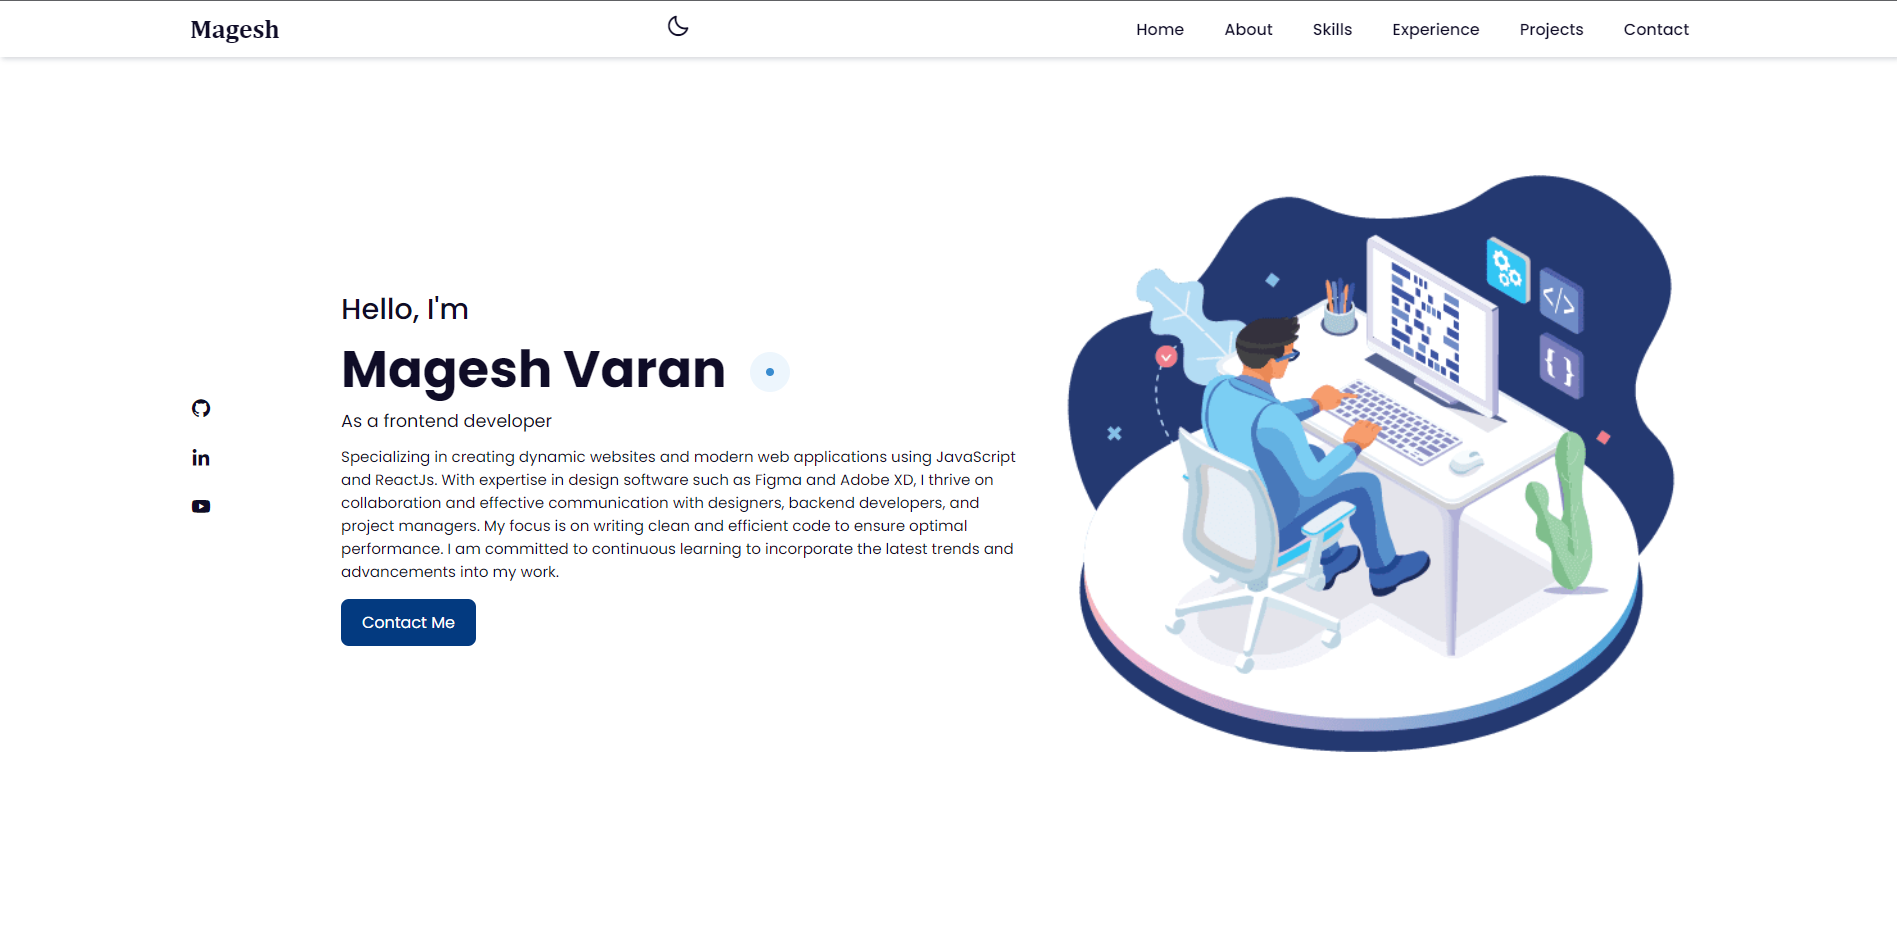 Magesh
Home About Skills Experience Projects Contact
Hello, I'm
Magesh Varan
As a frontend developer
Specializing in creating dynamic websites and modern web applications using JavaScript
and ReactJs. With expertise in design software such as Figma and Adobe XD, I thrive on
collaboration and effective communication with designers, backend developers, and
project managers. My focus is on writing clean and efficient code to ensure optimal
performance. I am committed to continuous learning to incorporate the latest trends and
advancements into my work.
Contact Me